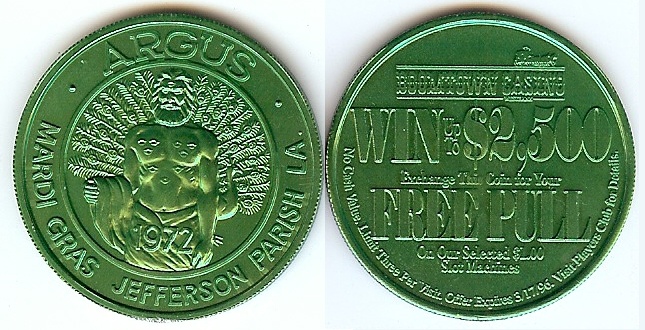 ARGUS
MARDI GRAS JEFFERSON PARISH LA.
1972
BOOMTOWN CASINO
WIN UP To $2,500
Exchange This Coin for Your
FREE PULL
On Our Selected $1.00
Slot Machines
No Cash Value. Limit Three Per Visit. Offer Expires 3/17/96. Visit Players Club for Details.